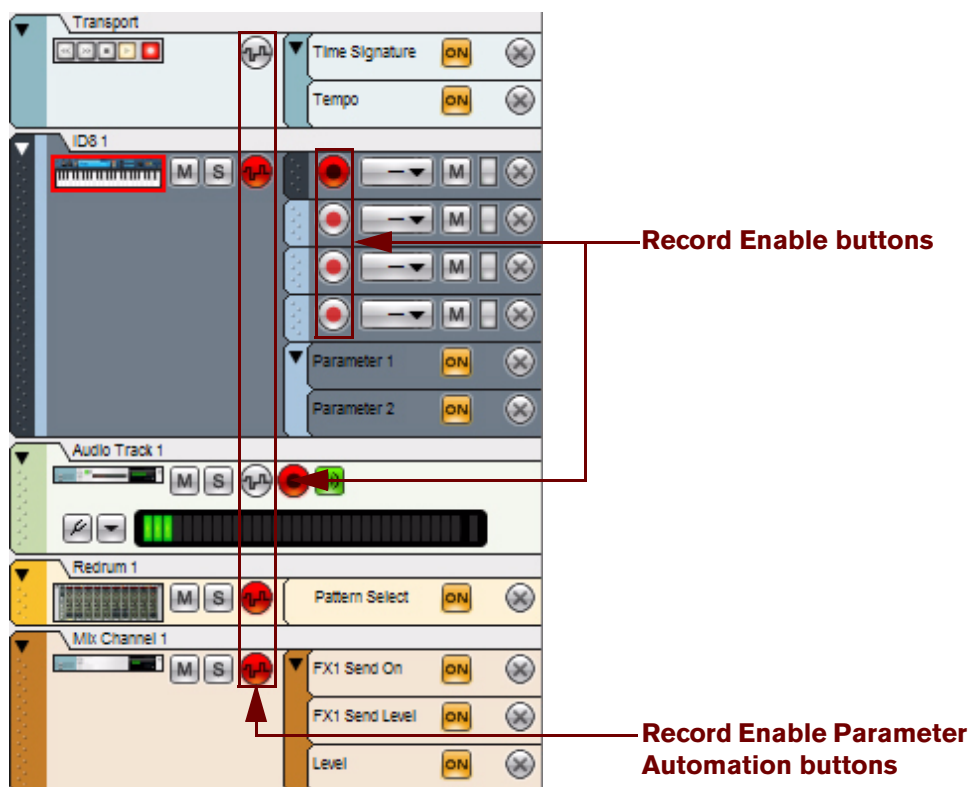 Transport
Time Signature ON
Tempo ON
ID8 1
M S — M
— M
— M
— M
Record Enable buttons
Parameter 1 ON
Parameter 2 ON
Audio Track 1
M S
Redrum 1
M S Pattern Select ON
Mix Channel 1
M S FX1 Send On ON
FX1 Send Level ON
Record Enable Parameter
Automation buttons
Level ON